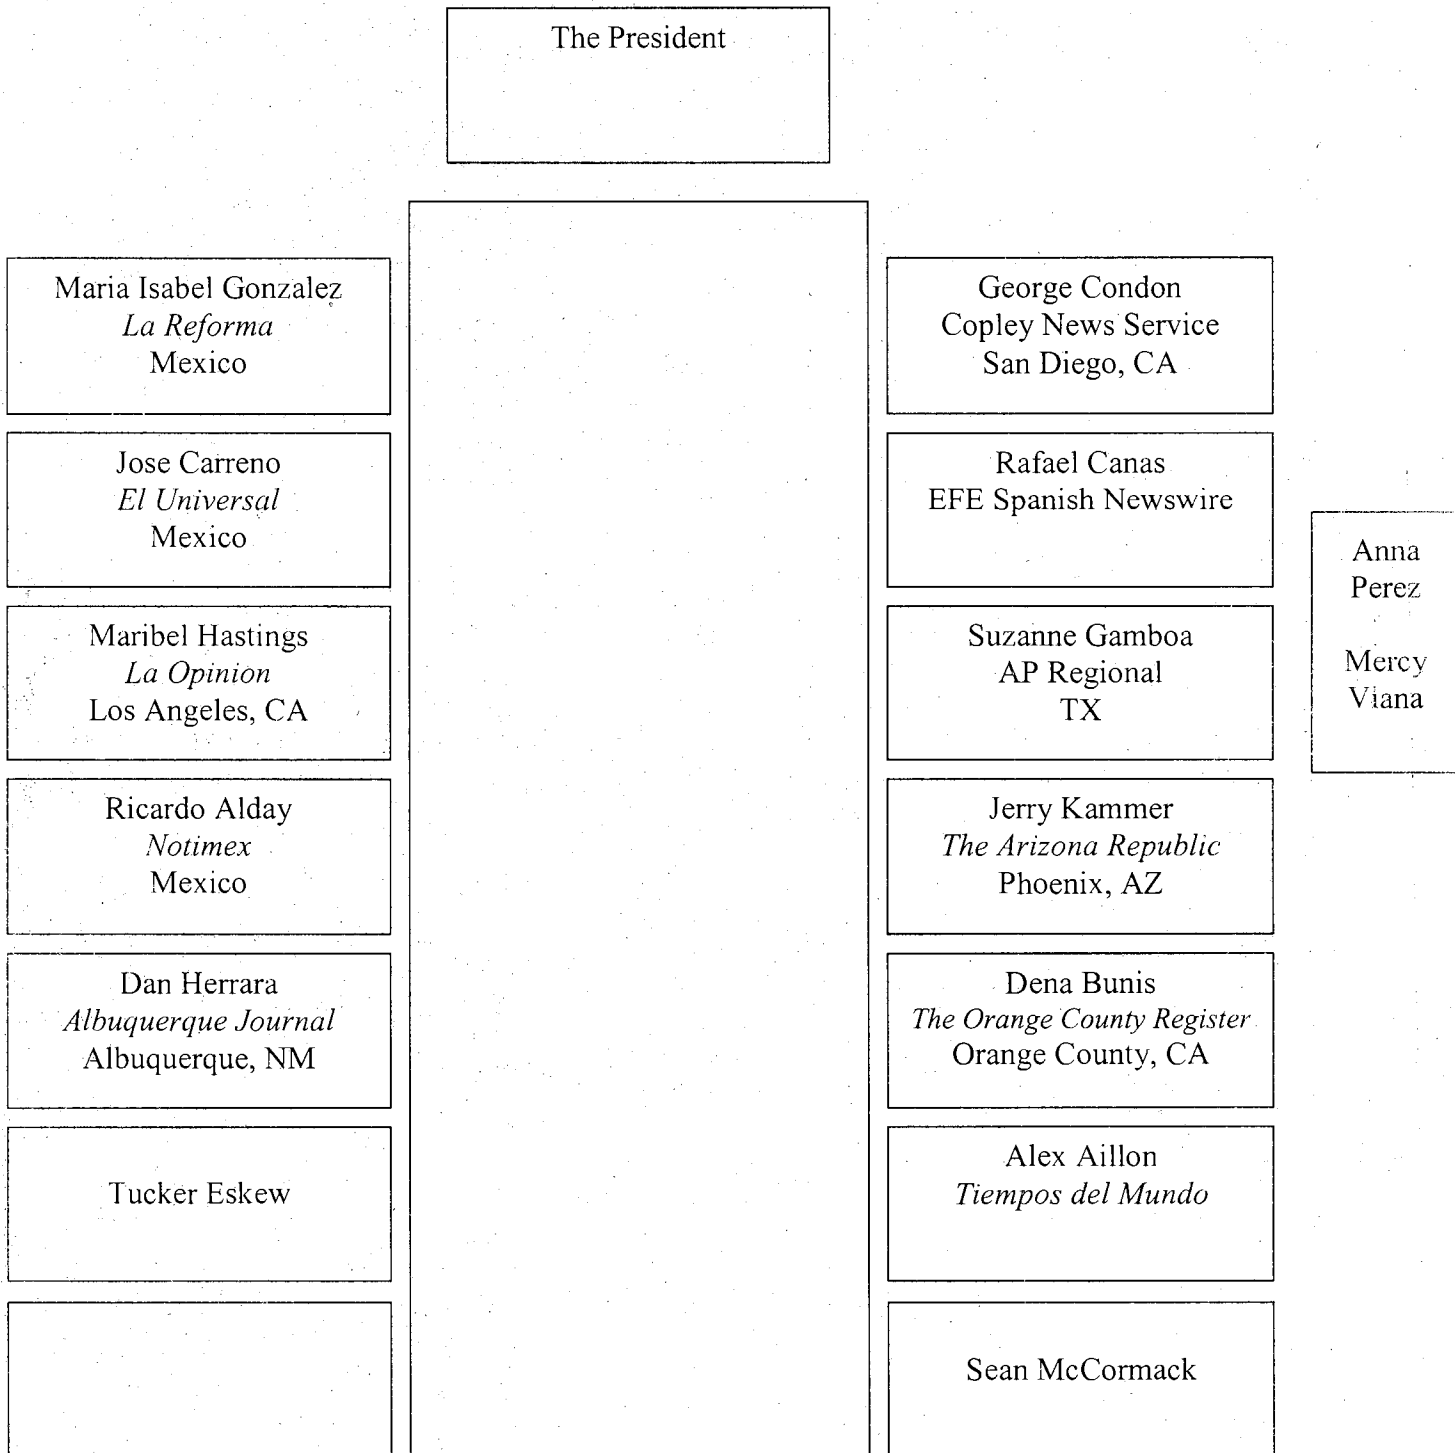 The President
Maria Isabel Gonzalez
La Reforma
Mexico
Jose Carreno
El Universal
Mexico
Maribel Hastings
La Opinion
Los Angeles, CA
Ricardo Alday
Notimex
Mexico
Dan Herrara
Albuquerque Journal
Albuquerque, NM
Tucker Eskew
George Condon
Copley News Service
San Diego, CA
Rafael Canas
EFE Spanish Newswire
Suzanne Gamboa
AP Regional
TX
Jerry Kammer
The Arizona Republic
Phoenix, AZ
Dena Bunis
The Orange County Register
Orange County, CA
Alex Aillon
Tiempos del Mundo
Sean McCormack
Anna
Perez
Mercy
Viana